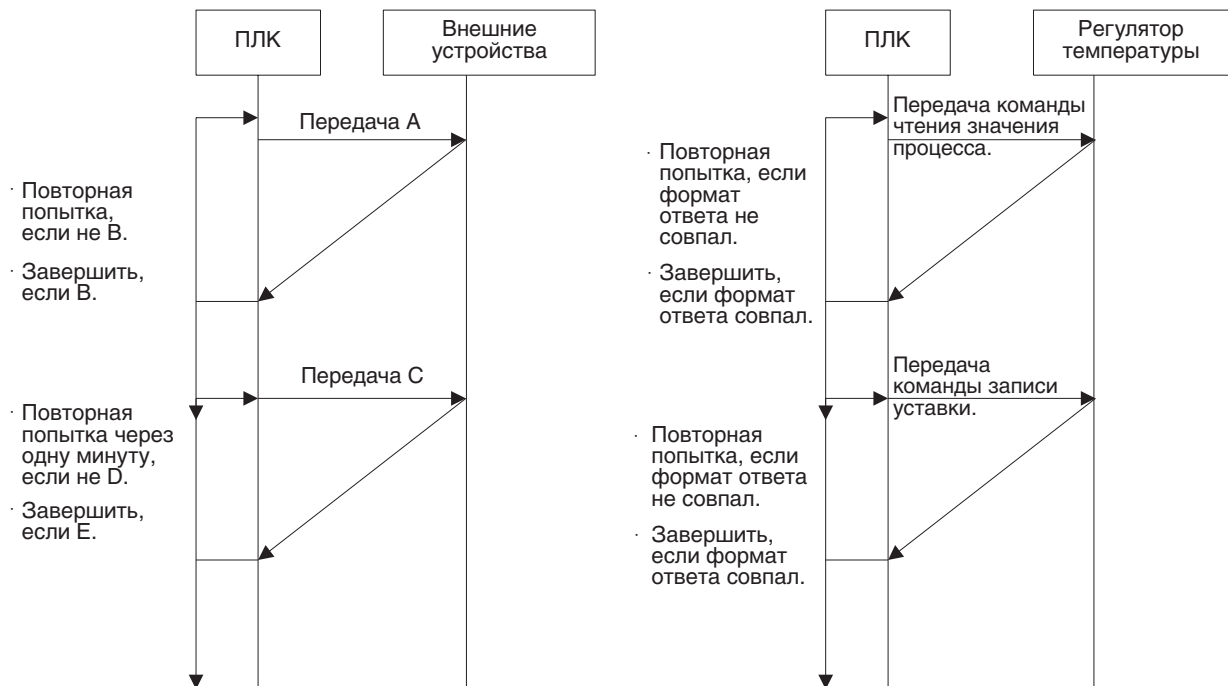 ПЛК
Внешние
устройства
Передача A
· Повторная
попытка,
если не B.
· Завершить,
если B.
Передача C
· Повторная
попытка через
одну минуту,
если не D.
· Завершить,
если E.
ПЛК
Регулятор
температуры
Передача команды
чтения значения
процесса.
· Повторная
попытка, если
формат
ответа не
совпал.
· Завершить,
если формат
ответа совпал.
Передача
команды записи
уставки.
· Повторная
попытка, если
формат ответа
не совпал.
· Завершить,
если формат
ответа совпал.